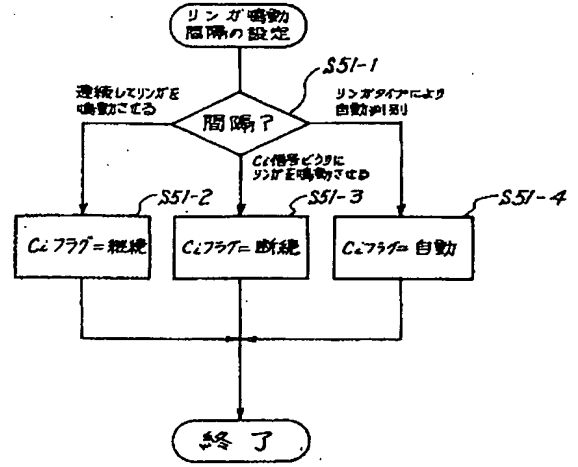 リンガ鳴動
間隔の設定
S51-1
連続してリンガを
鳴動させる
リンガタイプにより
自動判別
間隔?
Ci信号どうりに
リンガを鳴動させる
S51-2
S51-3
S51-4
Ciフラグ=継続
Ciフラグ=断続
Ciフラグ=自動
終了